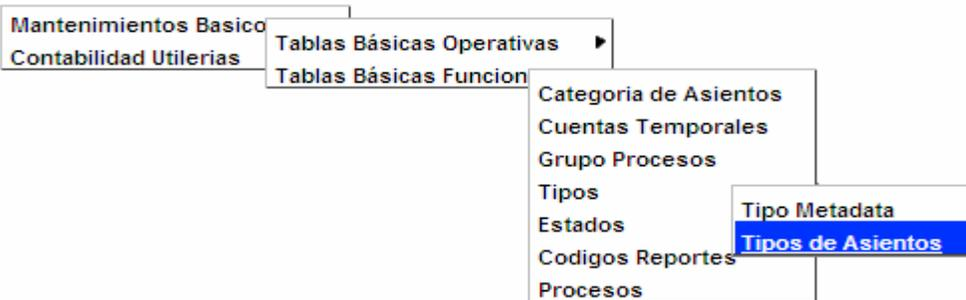 Mantenimientos Basico
Contabilidad Utilerias
Tablas Básicas Operativas
Tablas Básicas Funcion
Categoria de Asientos
Cuentas Temporales
Grupo Procesos
Tipos
Estados
Codigos Reportes
Procesos
Tipo Metadata
Tipos de Asientos